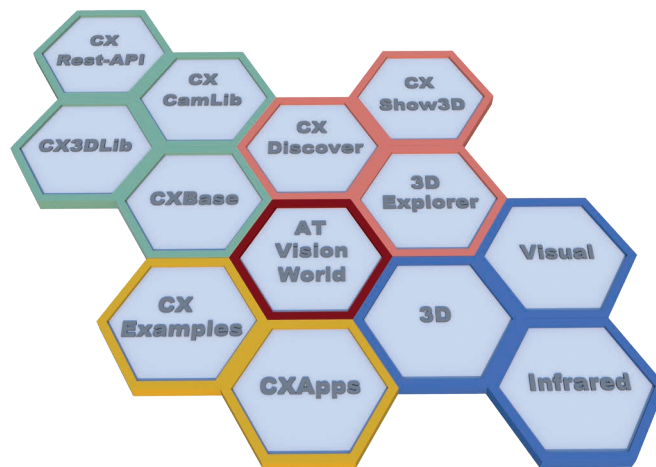 CX
Rest-API
CX
CamLib
CX
Show3D
CX3DLib
CX
Discover
CXBase
3D
Explorer
AT
Vision
World
Visual
CX
Examples
3D
CXApps
Infrared